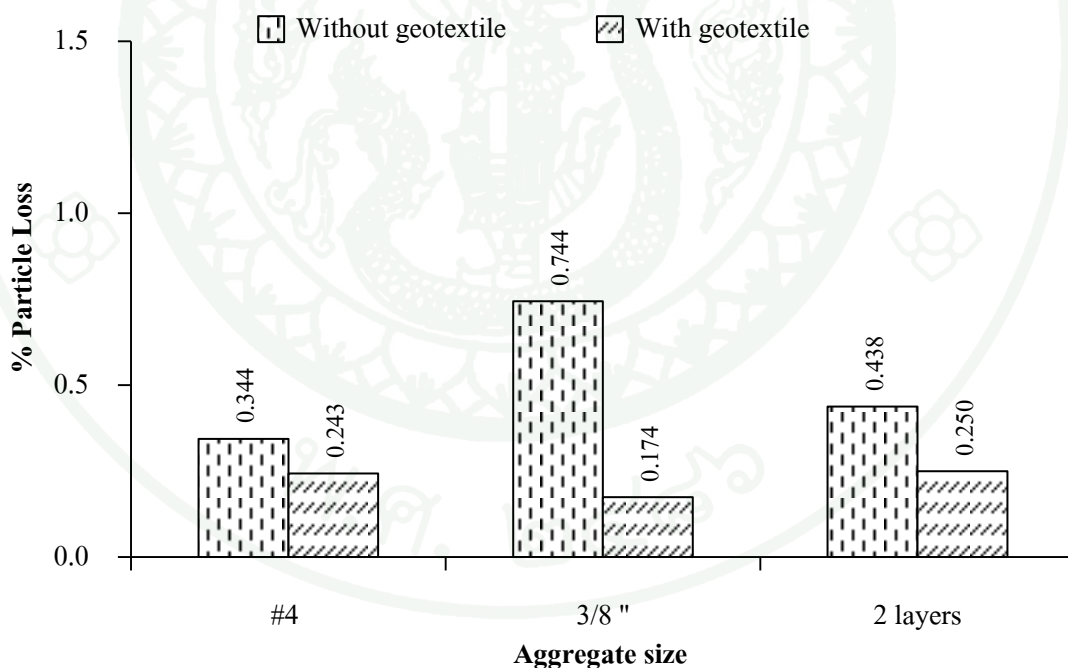 Without geotextile With geotextile
1.5
1.0
0.5
0.0
% Particle Loss
0.344
0.243
0.744
0.174
0.438
0.250
#4 3/8 " 2 layers
Aggregate size